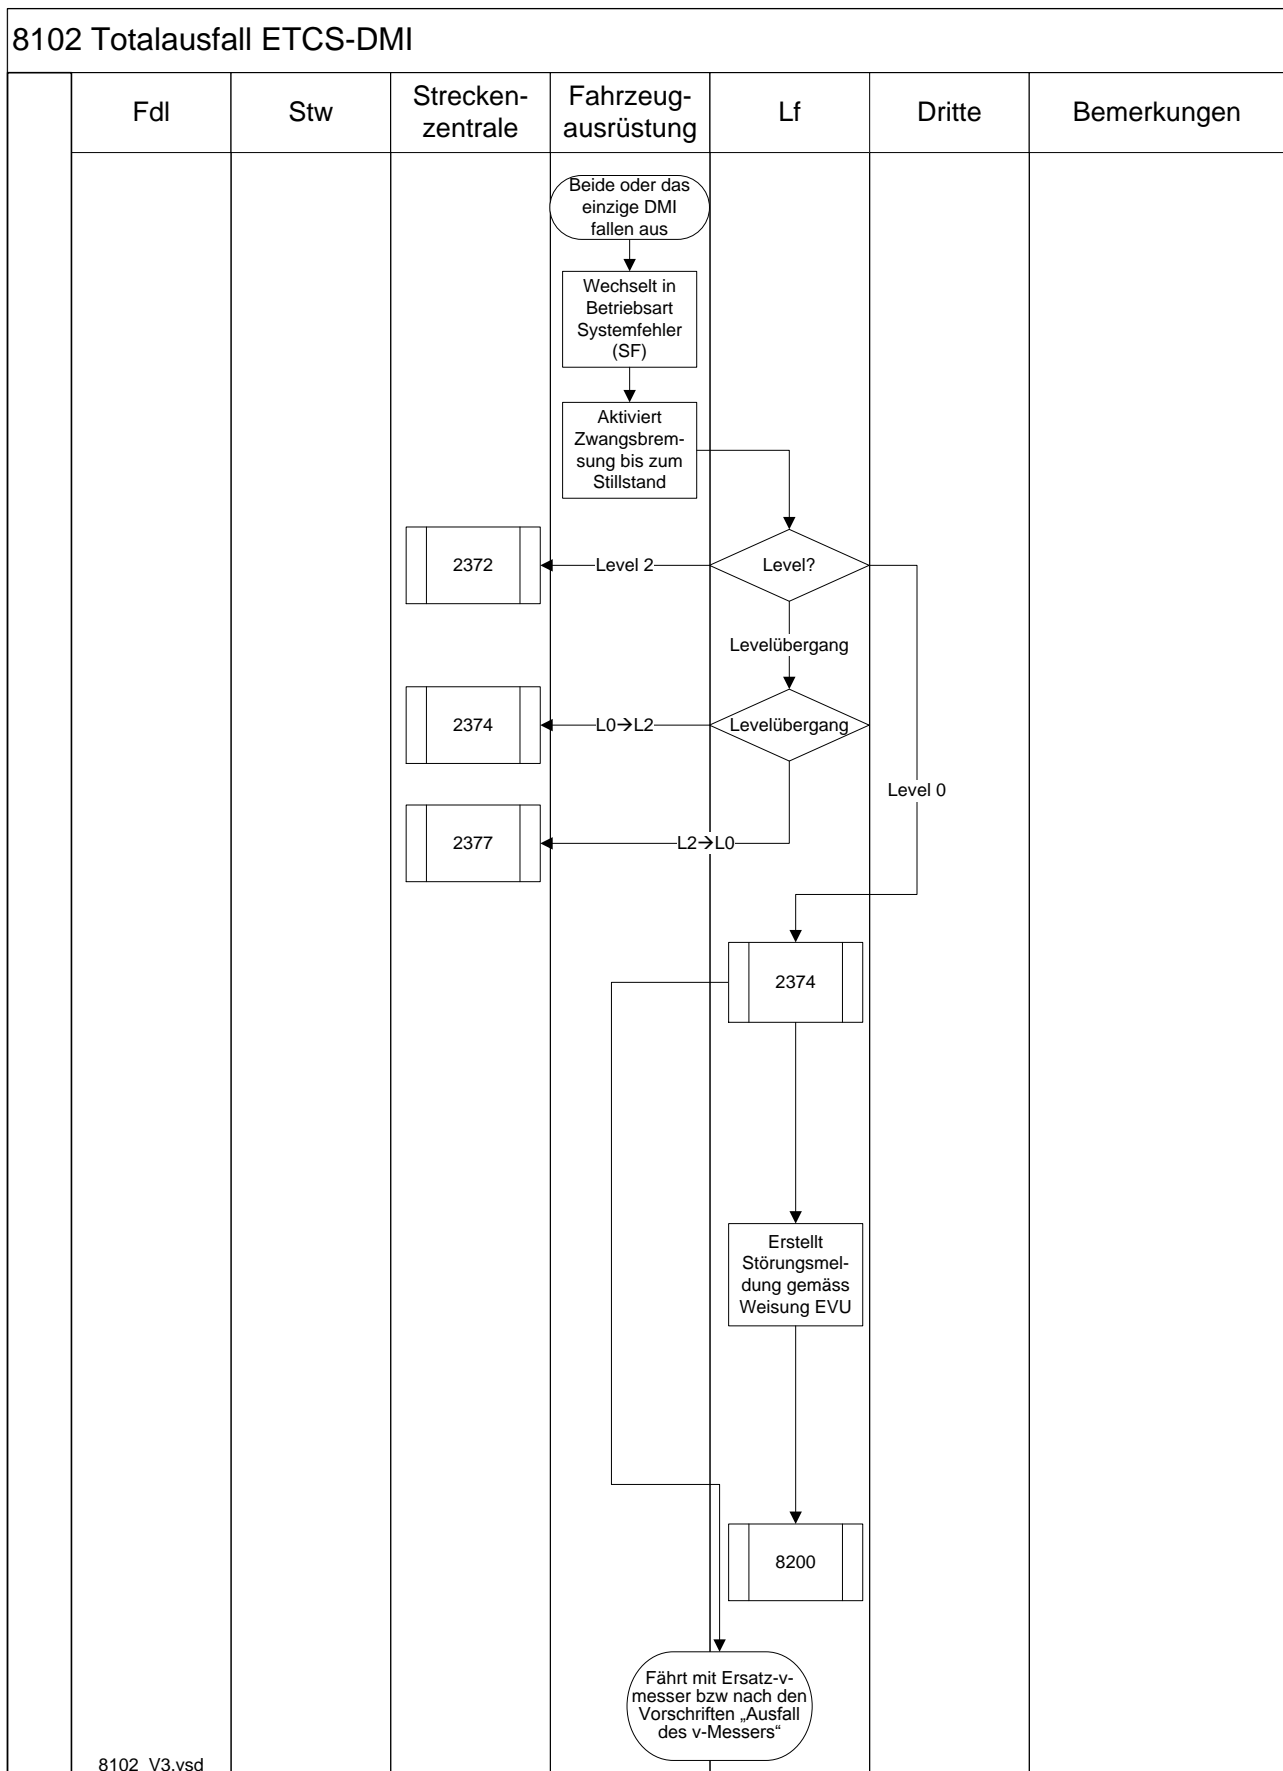 8102 Totalausfall ETCS-DMI
Fdl
Stw
Strecken-
zentrale
Fahrzeug-
ausrüstung
Lf
Dritte
Bemerkungen
Beide oder das
einzige DMI
fallen aus
Wechselt in
Betriebsart
Systemfehler
(SF)
Aktiviert
Zwangsbrem-
sung bis zum
Stillstand
2372
Level 2
Level?
Levelübergang
2374
L0→L2
Levelübergang
Level 0
2377
L2→L0
2374
Erstellt
Störungsmel-
dung gemäss
Weisung EVU
8200
Fährt mit Ersatz-v-
messer bzw nach den
Vorschriften „Ausfall
des v-Messers“
8102_V3.vsd